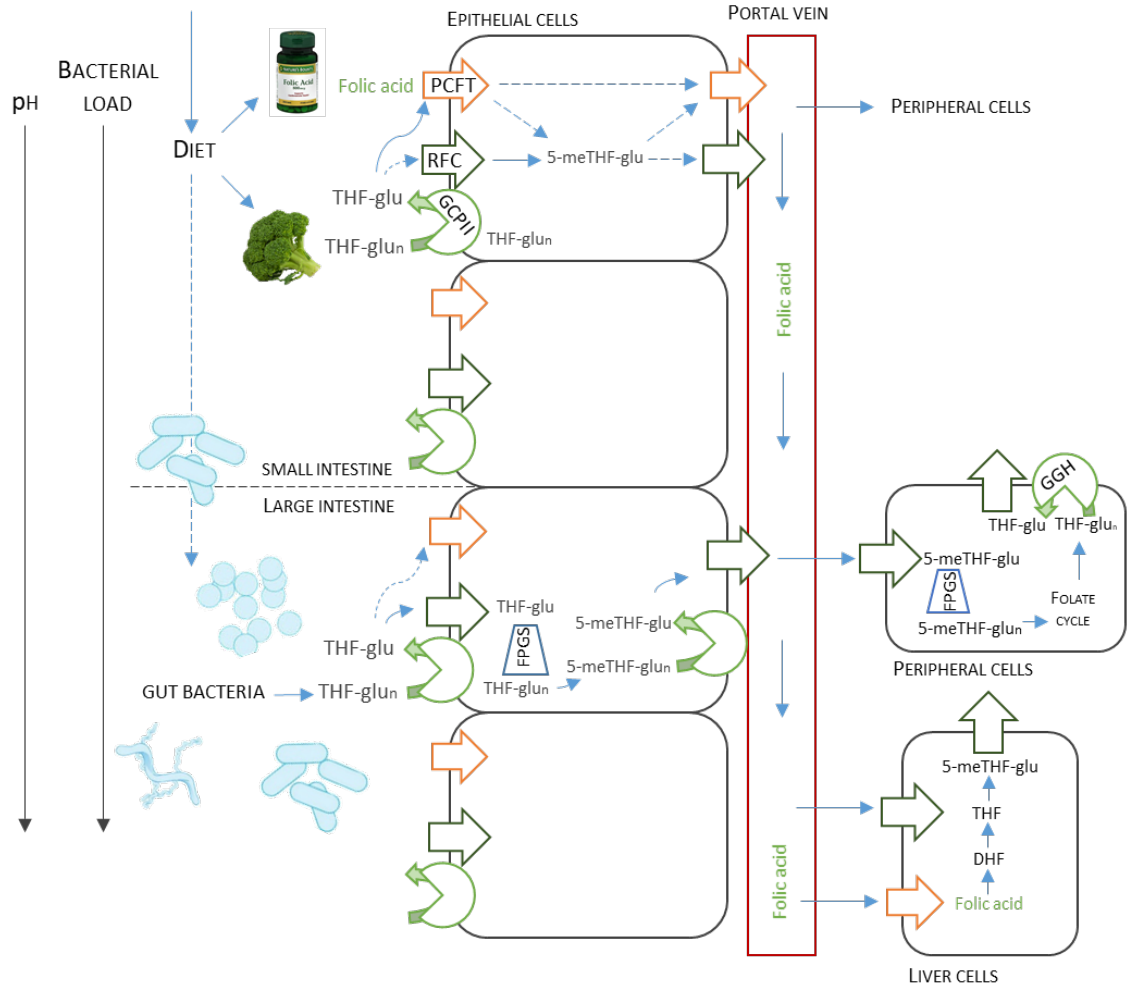 EPITHELIAL CELLS
PORTAL VEIN
pH
BACTERIAL
LOAD
DIET
Folic Acid
Folic acid
PCFT
PERIPHERAL CELLS
RFC
5-meTHF-glu
THF-glu
GCPII
THF-glun
THF-glun
Folic acid
SMALL INTESTINE
LARGE INTESTINE
GGH
THF-glu
THF-glun
5-meTHF-glu
FPGS
FOLATE
CYCLE
5-meTHF-glun
PERIPHERAL CELLS
THF-glu
THF-glu
5-meTHF-glu
FPGS
5-meTHF-glun
THF-glun
GUT BACTERIA
THF-glun
5-meTHF-glu
THF
DHF
Folic acid
Folic acid
LIVER CELLS